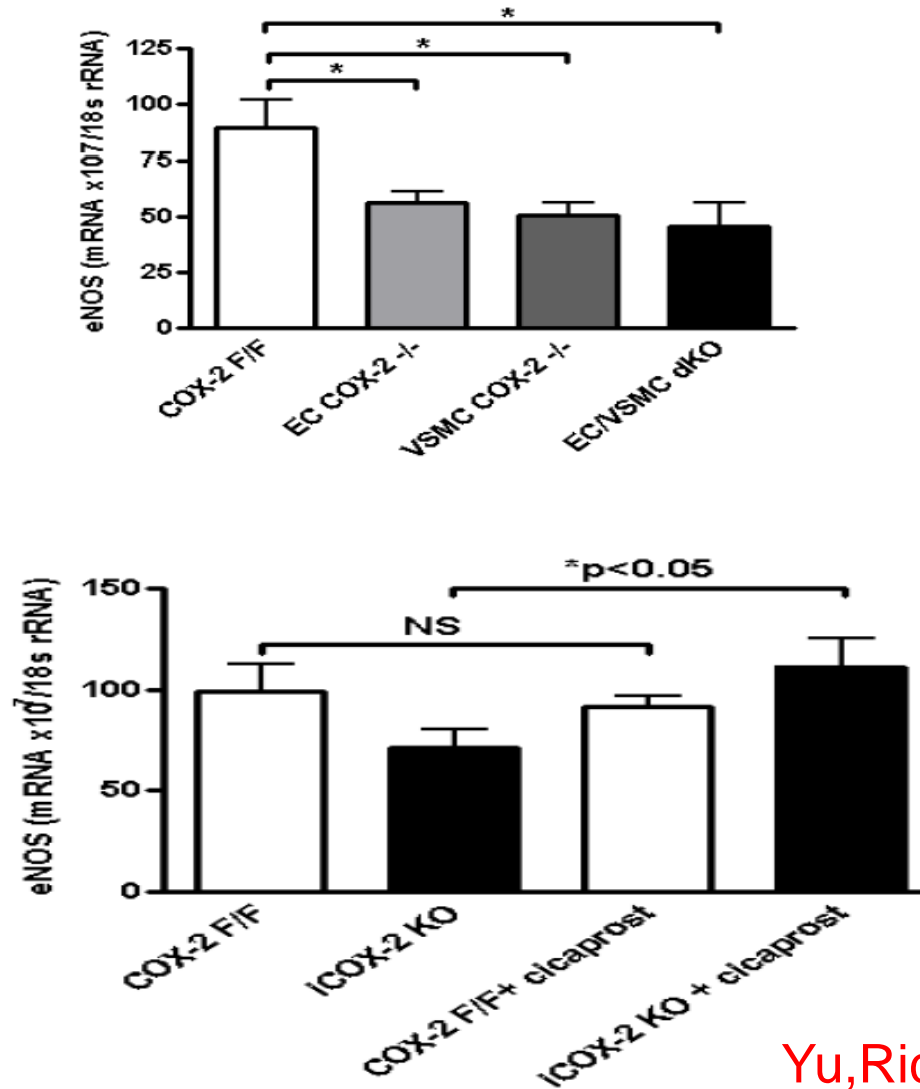 *
*
*
eNOS (mRNA x107/18s rRNA)
125
100
75
50
25
0
COX-2 F/F
EC COX-2 -/-
VSMC COX-2 -/-
EC/VSMC dKO
*p<0.05
NS
eNOS (mRNA x107/18s rRNA)
150
100
50
0
COX-2 F/F
iCOX-2 KO
COX-2 F/F+ cicaprost
iCOX-2 KO + cicaprost
Yu,Ric